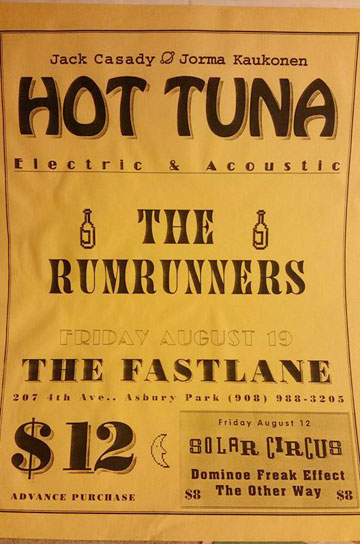 Jack Casady Jorma Kaukonen
HOT TUNA
Electric & Acoustic
THE
RUMRUNNERS
FRIDAY AUGUST 19
THE FASTLANE
207 4th Ave., Asbury Park (908) 988-3205
$12
ADVANCE PURCHASE
Friday August 12
SOLAR CIRCUS
Dominoe Freak Effect
$8 The Other Way $8